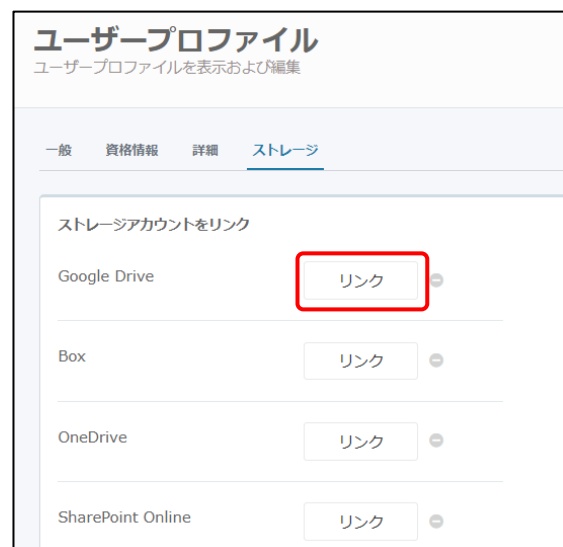 ユーザープロファイル
ユーザープロファイルを表示および編集
一般 資格情報 詳細 ストレージ
ストレージアカウントをリンク
Google Drive リンク
Box リンク
OneDrive リンク
SharePoint Online リンク